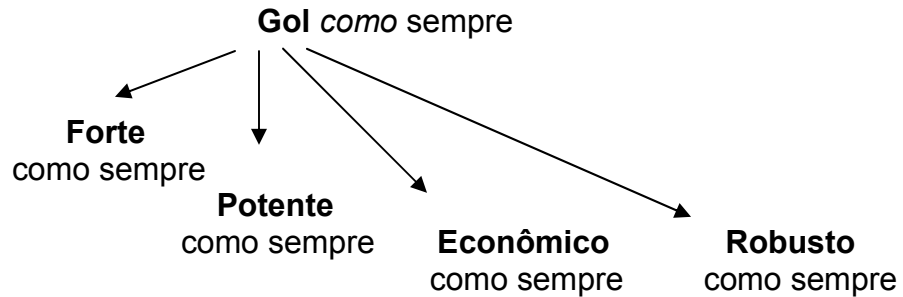 Gol como sempre
Forte
como sempre
Potente
como sempre
Econômico
como sempre
Robusto
como sempre